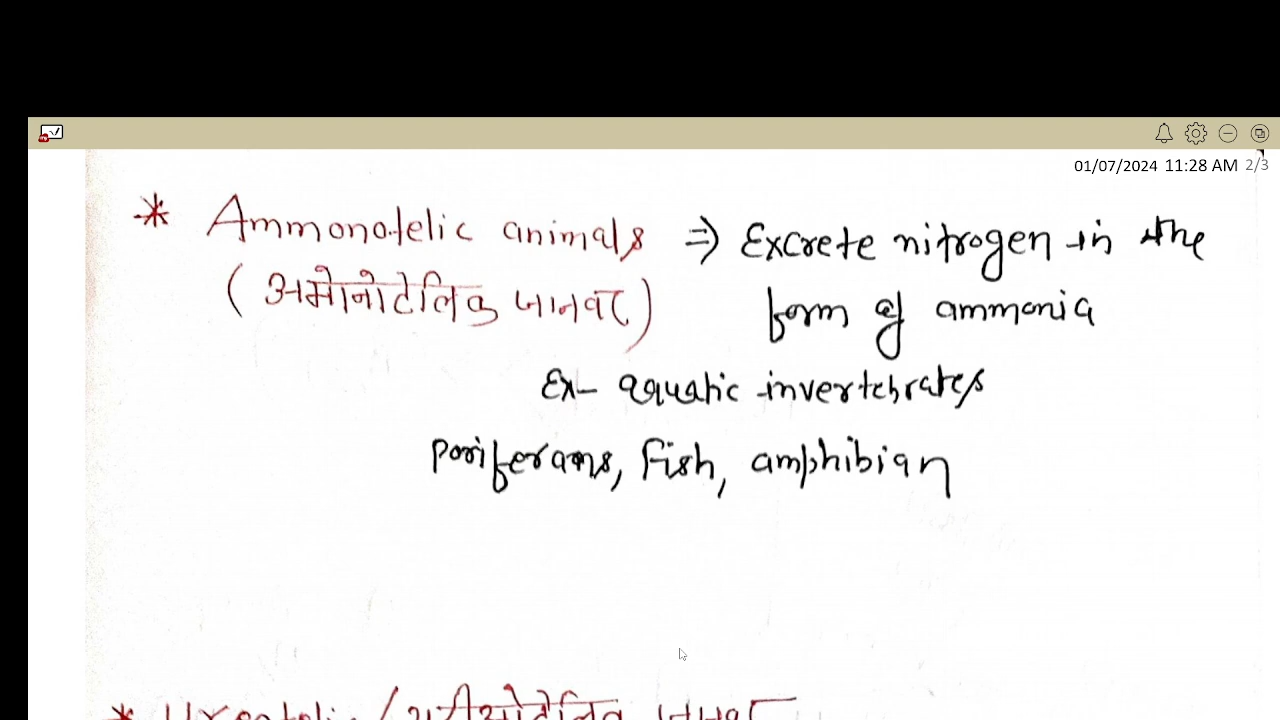 01/07/2024 11:28 AM 2/3
* Ammonotelic animals ⇒ Excrete nitrogen in the
(अमोनोटेलिक जानवर) form of ammonia
Ex- aquatic invertebrates
poriferans, Fish, amphibian
* Ureotelic